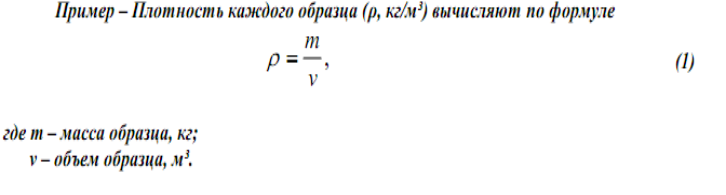 Пример – Плотность каждого образца (ρ, кг/м³) вычисляют по формуле
ρ = m/v, (1)
где m – масса образца, кг;
v – объем образца, м³.